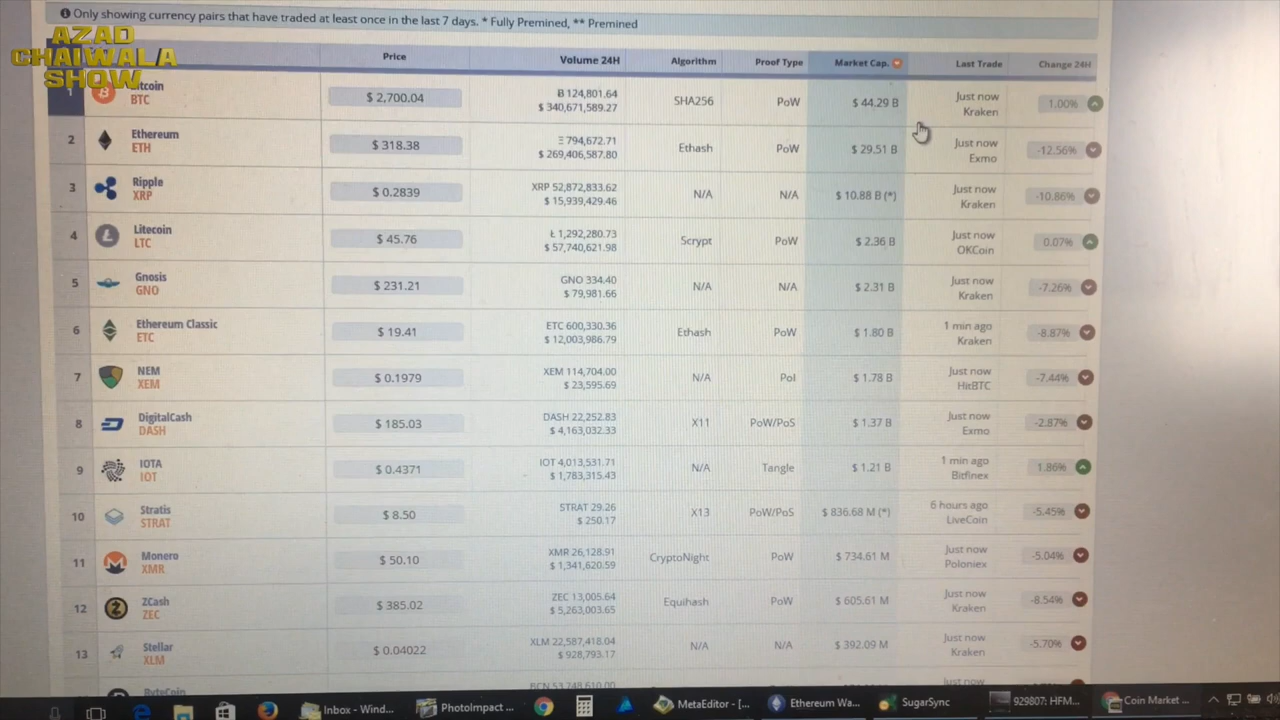 Only showing currency pairs that have traded at least once in the last 7 days. * Fully Premined, ** Premined
AZAD
CHAIWALA
SHOW
Price Volume 24H Algorithm Proof Type Market Cap. Last Trade Change 24H
1 BTC $ 2,700.04 Ƀ 124,801.64 $ 340,671,589.27 SHA256 PoW $ 44.29 B Just now Kraken 1.00%
2 Ethereum ETH $ 318.38 Ξ 794,672.71 $ 269,406,587.80 Ethash PoW $ 29.51 B Just now Exmo -12.56%
3 Ripple XRP $ 0.2839 XRP 52,872,833.62 $ 15,939,429.46 N/A N/A $ 10.88 B (*) Just now Kraken -10.86%
4 Litecoin LTC $ 45.76 Ł 1,292,280.73 $ 57,740,621.98 Scrypt PoW $ 2.36 B Just now OKCoin 0.07%
5 Gnosis GNO $ 231.21 GNO 334.40 $ 79,981.66 N/A N/A $ 2.31 B Just now Kraken -7.26%
6 Ethereum Classic ETC $ 19.41 ETC 600,330.36 $ 12,003,986.79 Ethash PoW $ 1.80 B 1 min ago Kraken -8.87%
7 NEM XEM $ 0.1979 XEM 114,704.00 $ 23,595.69 N/A PoI $ 1.78 B Just now HitBTC -7.44%
8 DigitalCash DASH $ 185.03 DASH 22,252.83 $ 4,163,032.33 X11 PoW/PoS $ 1.37 B Just now Exmo -2.87%
9 IOTA IOT $ 0.4371 IOT 4,013,531.71 $ 1,783,315.43 N/A Tangle $ 1.21 B 1 min ago Bitfinex 1.86%
10 Stratis STRAT $ 8.50 STRAT 29.26 $ 250.17 X13 PoW/PoS $ 836.68 M (*) 6 hours ago LiveCoin -5.45%
11 Monero XMR $ 50.10 XMR 26,128.91 $ 1,341,620.59 CryptoNight PoW $ 734.61 M Just now Poloniex -5.04%
12 ZCash ZEC $ 385.02 ZEC 13,005.64 $ 5,263,003.65 Equihash PoW $ 605.61 M Just now Kraken -8.54%
13 Stellar XLM $ 0.04022 XLM 22,587,418.04 $ 928,793.17 N/A N/A $ 392.09 M Just now Kraken -5.70%
ByteCoin BCN 53,748,610.00 Just now
Inbox - Wind... PhotoImpact ... MetaEditor - [... Ethereum Wa... SugarSync 929807: HFM... Coin Market ...